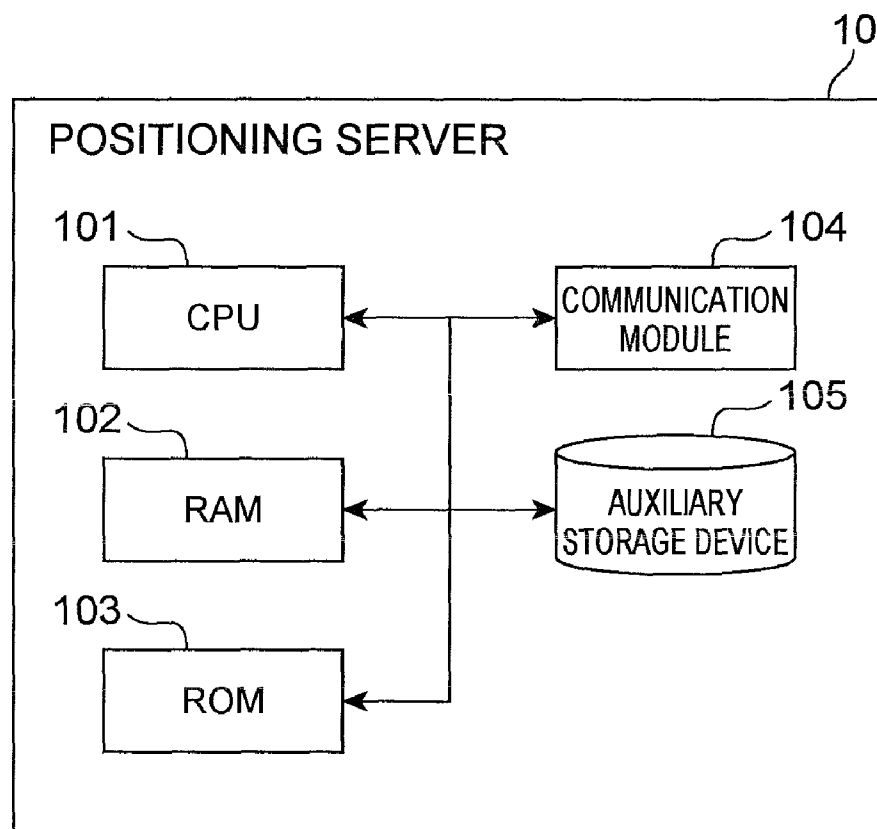 10
POSITIONING SERVER
101
CPU
104
COMMUNICATION
MODULE
102
RAM
105
AUXILIARY
STORAGE DEVICE
103
ROM